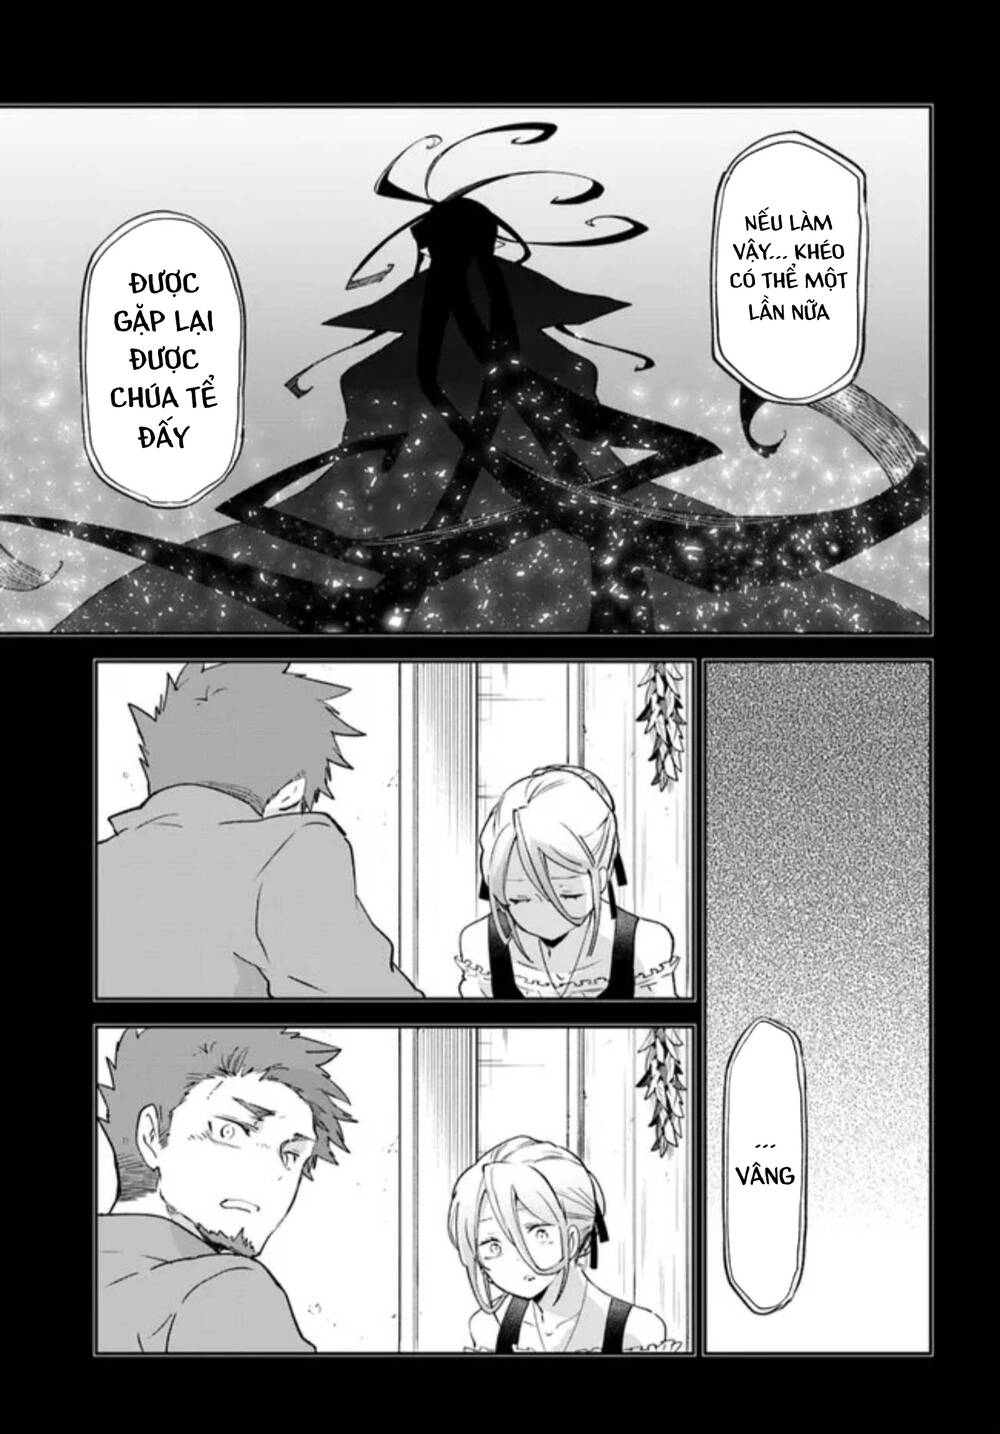 NẾU LÀM
VẬY... KHÉO
CÓ THỂ MỘT
LẦN NỮA
ĐƯỢC
GẶP LẠI
ĐƯỢC
CHÚA TỂ
ĐẤY
...
VÂNG